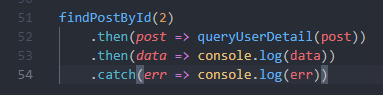 50
51 findPostById(2)
52 .then(post => queryUserDetail(post))
53 .then(data => console.log(data))
54 .catch(err => console.log(err))